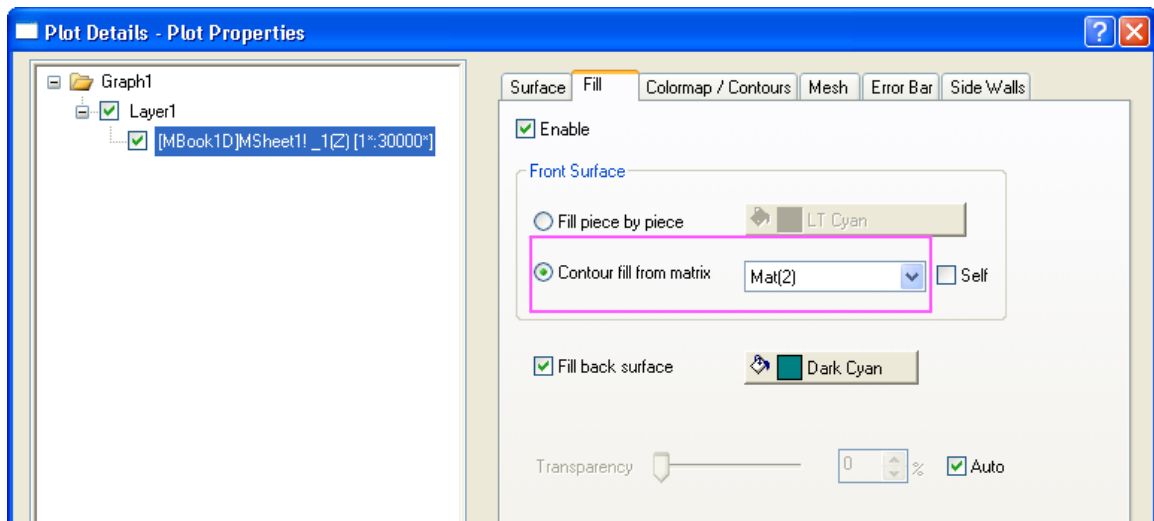 Plot Details - Plot Properties
Graph1
Layer1
[MBook1D]MSheet1! _1(Z) [1*:30000*]
Surface Fill Colormap / Contours Mesh Error Bar Side Walls
Enable
Front Surface
Fill piece by piece LT Cyan
Contour fill from matrix Mat(2) Self
Fill back surface Dark Cyan
Transparency 0 % Auto